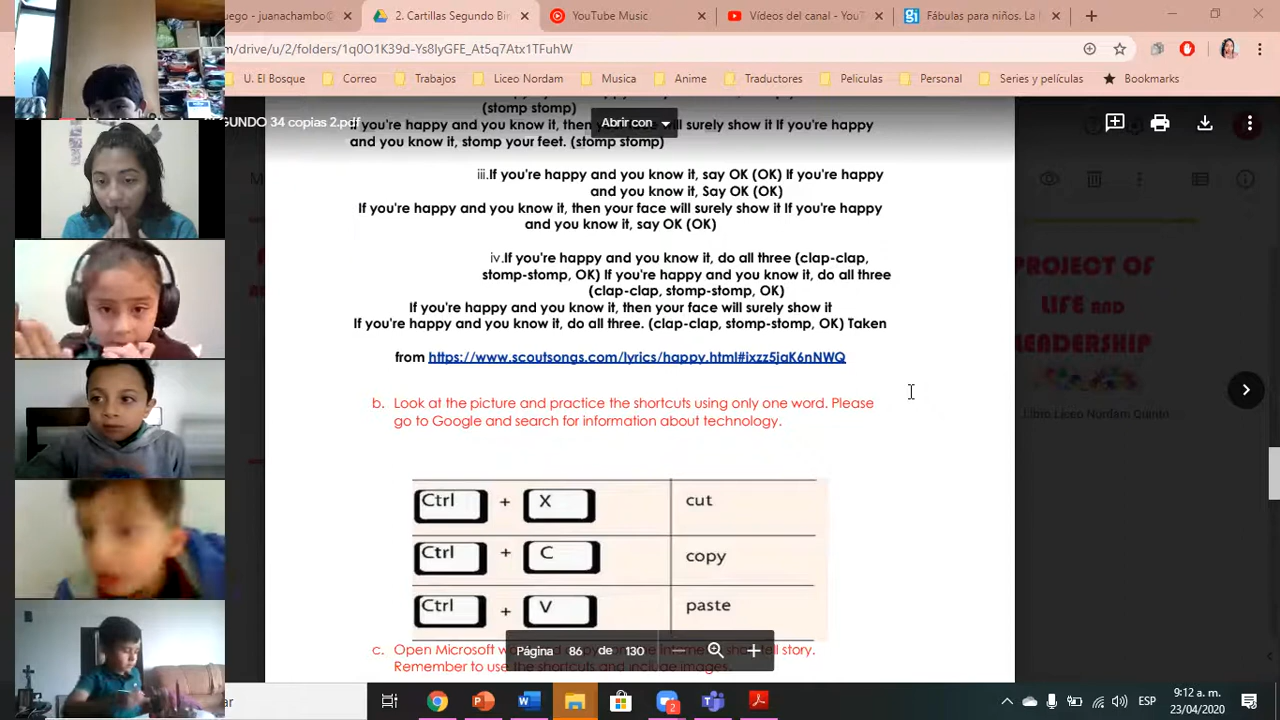 uego - juanachambo
2. Cartillas Segundo Bi
YouTube Music
Vídeos del canal - Y
Fábulas para niños. La
m/drive/u/2/folders/1q0O1K39d-Ys8lyGFE_At5q7Atx1TFuhW
U. El Bosque
Correo
Trabajos
Liceo Nordam
Musica
Anime
Traductores
Peliculas
Personal
Series y películas
Bookmarks
GUNDO 34 copias 2.pdf
Abrir con
(stomp stomp)
If you're happy and you know it, then your face will surely show it If you're happy
and you know it, stomp your feet. (stomp stomp)
iii.If you're happy and you know it, say OK (OK) If you're happy
and you know it, Say OK (OK)
If you're happy and you know it, then your face will surely show it If you're happy
and you know it, say OK (OK)
iv.If you're happy and you know it, do all three (clap-clap,
stomp-stomp, OK) If you're happy and you know it, do all three
(clap-clap, stomp-stomp, OK)
If you're happy and you know it, then your face will surely show it
If you're happy and you know it, do all three. (clap-clap, stomp-stomp, OK) Taken
from https://www.scoutsongs.com/lyrics/happy.html#ixzz5jaK6nNWQ
b. Look at the picture and practice the shortcuts using only one word. Please
go to Google and search for information about technology.
Ctrl + X cut
Ctrl + C copy
Ctrl + V paste
c. Open Microsoft story.
Remember to use the shortcuts and include images.
Página 86 de 130
PROJECT OF
LIFE AND
LEADERSHIP
Libro Liceo Nordam Quinto
ar
2
ESP
9:12 a. m.
23/04/2020